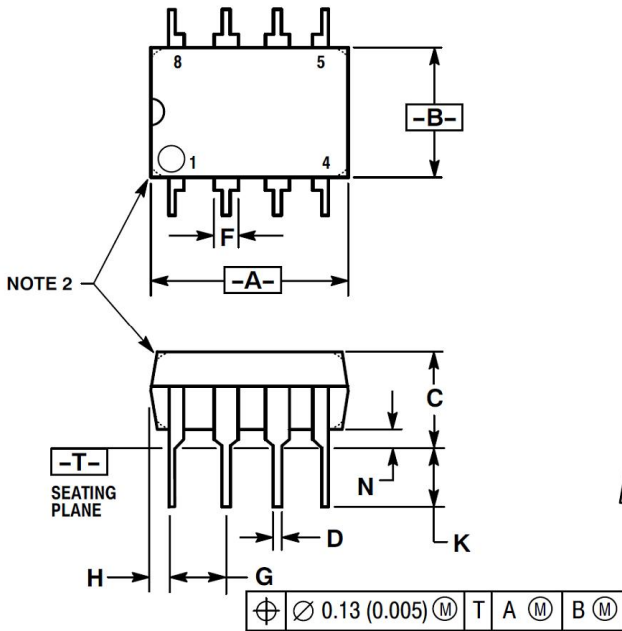 8 5
-B-
1 4
F
NOTE 2
-A-
C
-T-
N
SEATING
PLANE
D
K
H
G
⌖ ∅ 0.13 (0.005) Ⓜ T A Ⓜ B Ⓜ